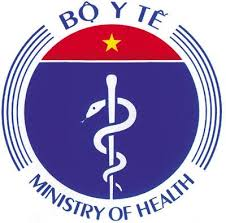 BỘ Y TẾ
MINISTRY OF HEALTH